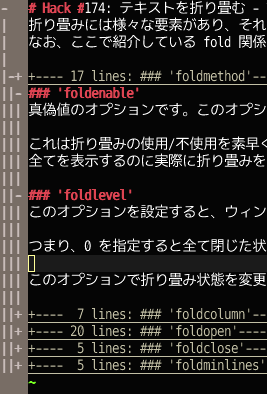 # Hack #174: テキストを折り畳む -
折り畳みには様々な要素があり、それ
なお、ここで紹介している fold 関係
+---- 17 lines: ### 'foldmethod'--
### 'foldenable'
真偽値のオプションです。このオプシ
これは折り畳みの使用/不使用を素早く
全てを表示するのに実際に折り畳みを
### 'foldlevel'
このオプションを設定すると、ウィン
つまり、0 を指定すると全て閉じた状
このオプションで折り畳み状態を変更
+----  7 lines: ### 'foldcolumn'--
+---- 20 lines: ### 'foldopen'----
+----  5 lines: ### 'foldclose'---
+----  5 lines: ### 'foldminlines'
~